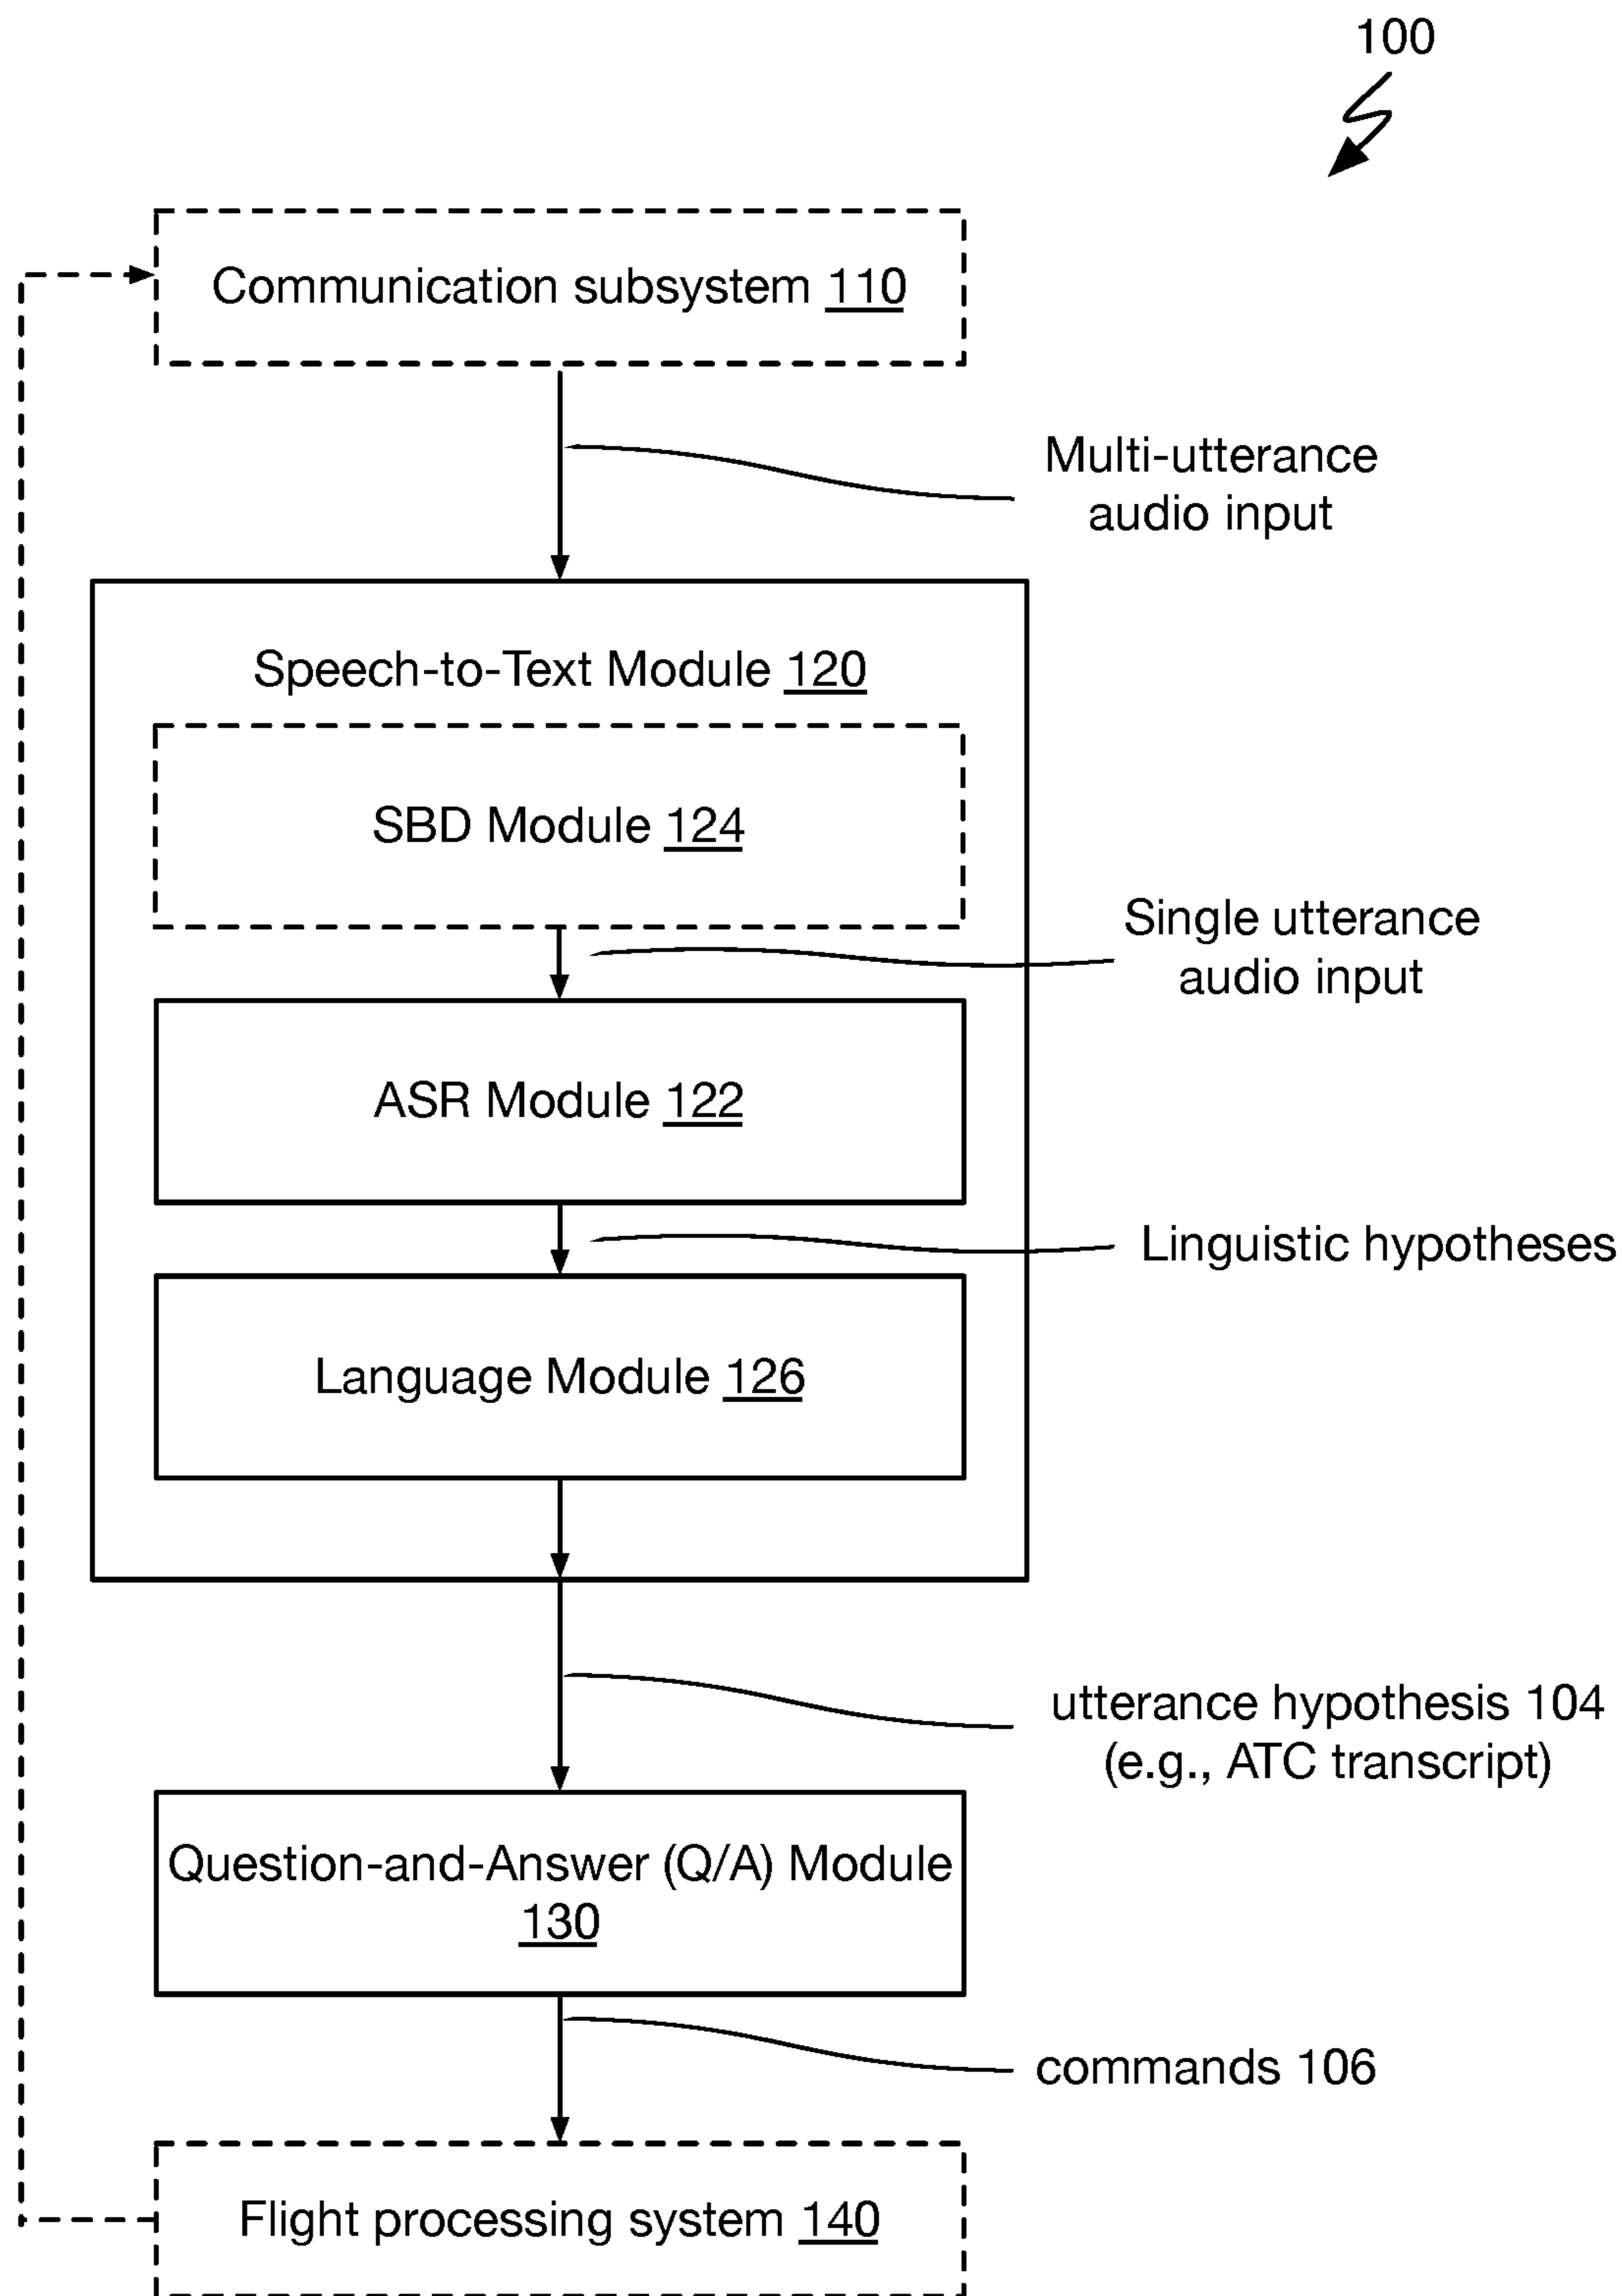 100
Communication subsystem 110
Multi-utterance
audio input
Speech-to-Text Module 120
SBD Module 124
Single utterance
audio input
ASR Module 122
Linguistic hypotheses
Language Module 126
utterance hypothesis 104
(e.g., ATC transcript)
Question-and-Answer (Q/A) Module
130
commands 106
Flight processing system 140